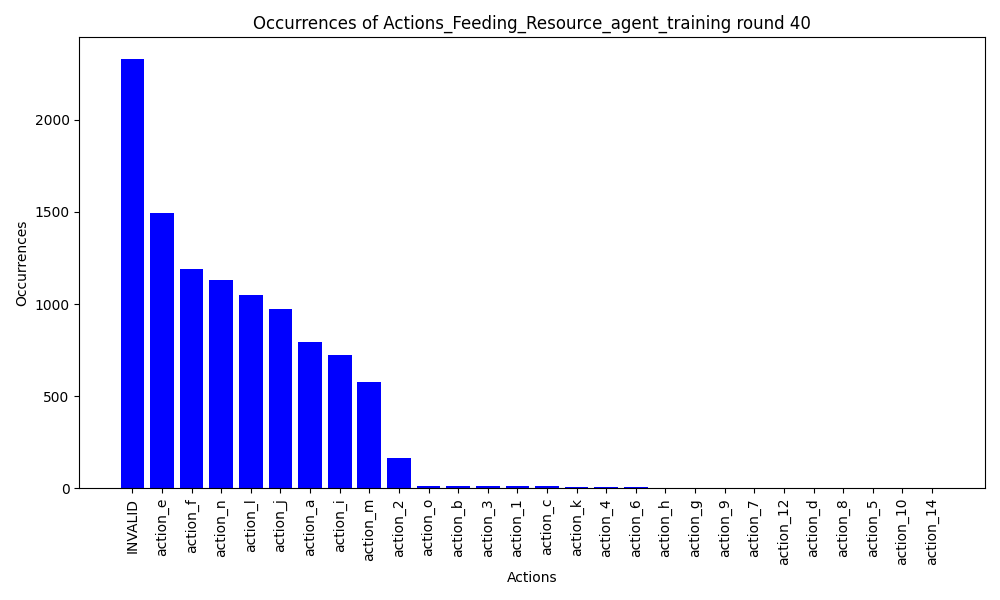 Occurrences of Actions_Feeding_Resource_agent_training round 40
Occurrences
2000
1500
1000
500
0
INVALID
action_e
action_f
action_n
action_l
action_j
action_a
action_i
action_m
action_2
action_o
action_b
action_3
action_1
action_c
action_k
action_4
action_6
action_h
action_g
action_9
action_7
action_12
action_d
action_8
action_5
action_10
action_14
Actions